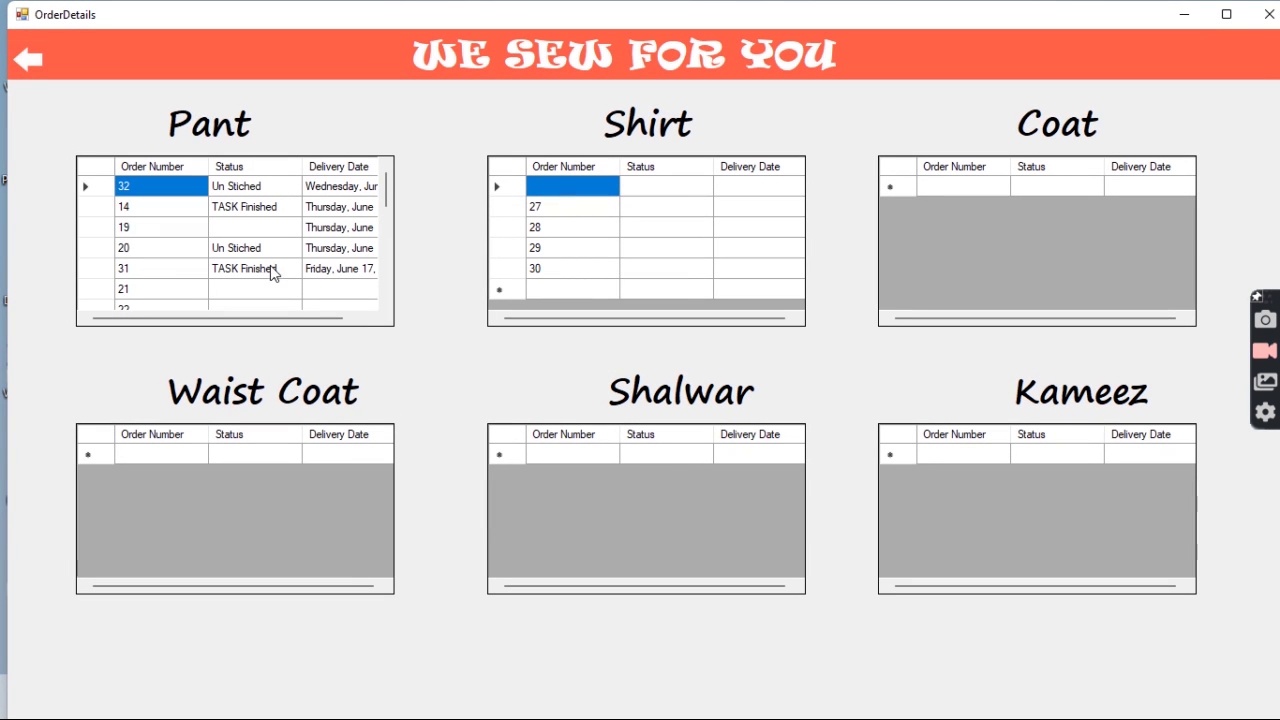 OrderDetails
WE SEW FOR YOU
Pant
Order Number Status Delivery Date
32 Un Stiched Wednesday, Jun
14 TASK Finished Thursday, June
19 Thursday, June
20 Un Stiched Thursday, June
31 TASK Finished Friday, June 17,
21
22
Shirt
Order Number Status Delivery Date
27
28
29
30
Coat
Order Number Status Delivery Date
Waist Coat
Order Number Status Delivery Date
Shalwar
Order Number Status Delivery Date
Kameez
Order Number Status Delivery Date